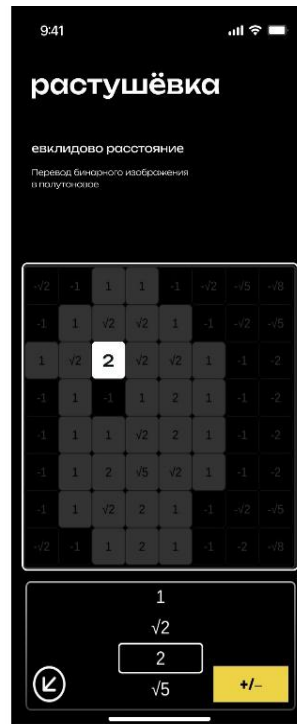 9:41
растушёвка
евклидово расстояние
Перевод бинарного изображения
в полутоновое
-√2 -1 1 1 -1 -√2 -√5 -√8
-1 1 √2 √2 1 -1 -√2 -√5
1 √2 2 √2 √2 1 -1 -2
-1 1 -1 1 2 1 -1 -2
-1 1 1 √2 2 1 -1 -2
-1 1 2 √5 √2 1 -1 -2
-1 1 √2 2 1 -1 -√2 -√5
-√2 -1 1 2 1 -1 -2 -√8
1
√2
2
√5
+/−